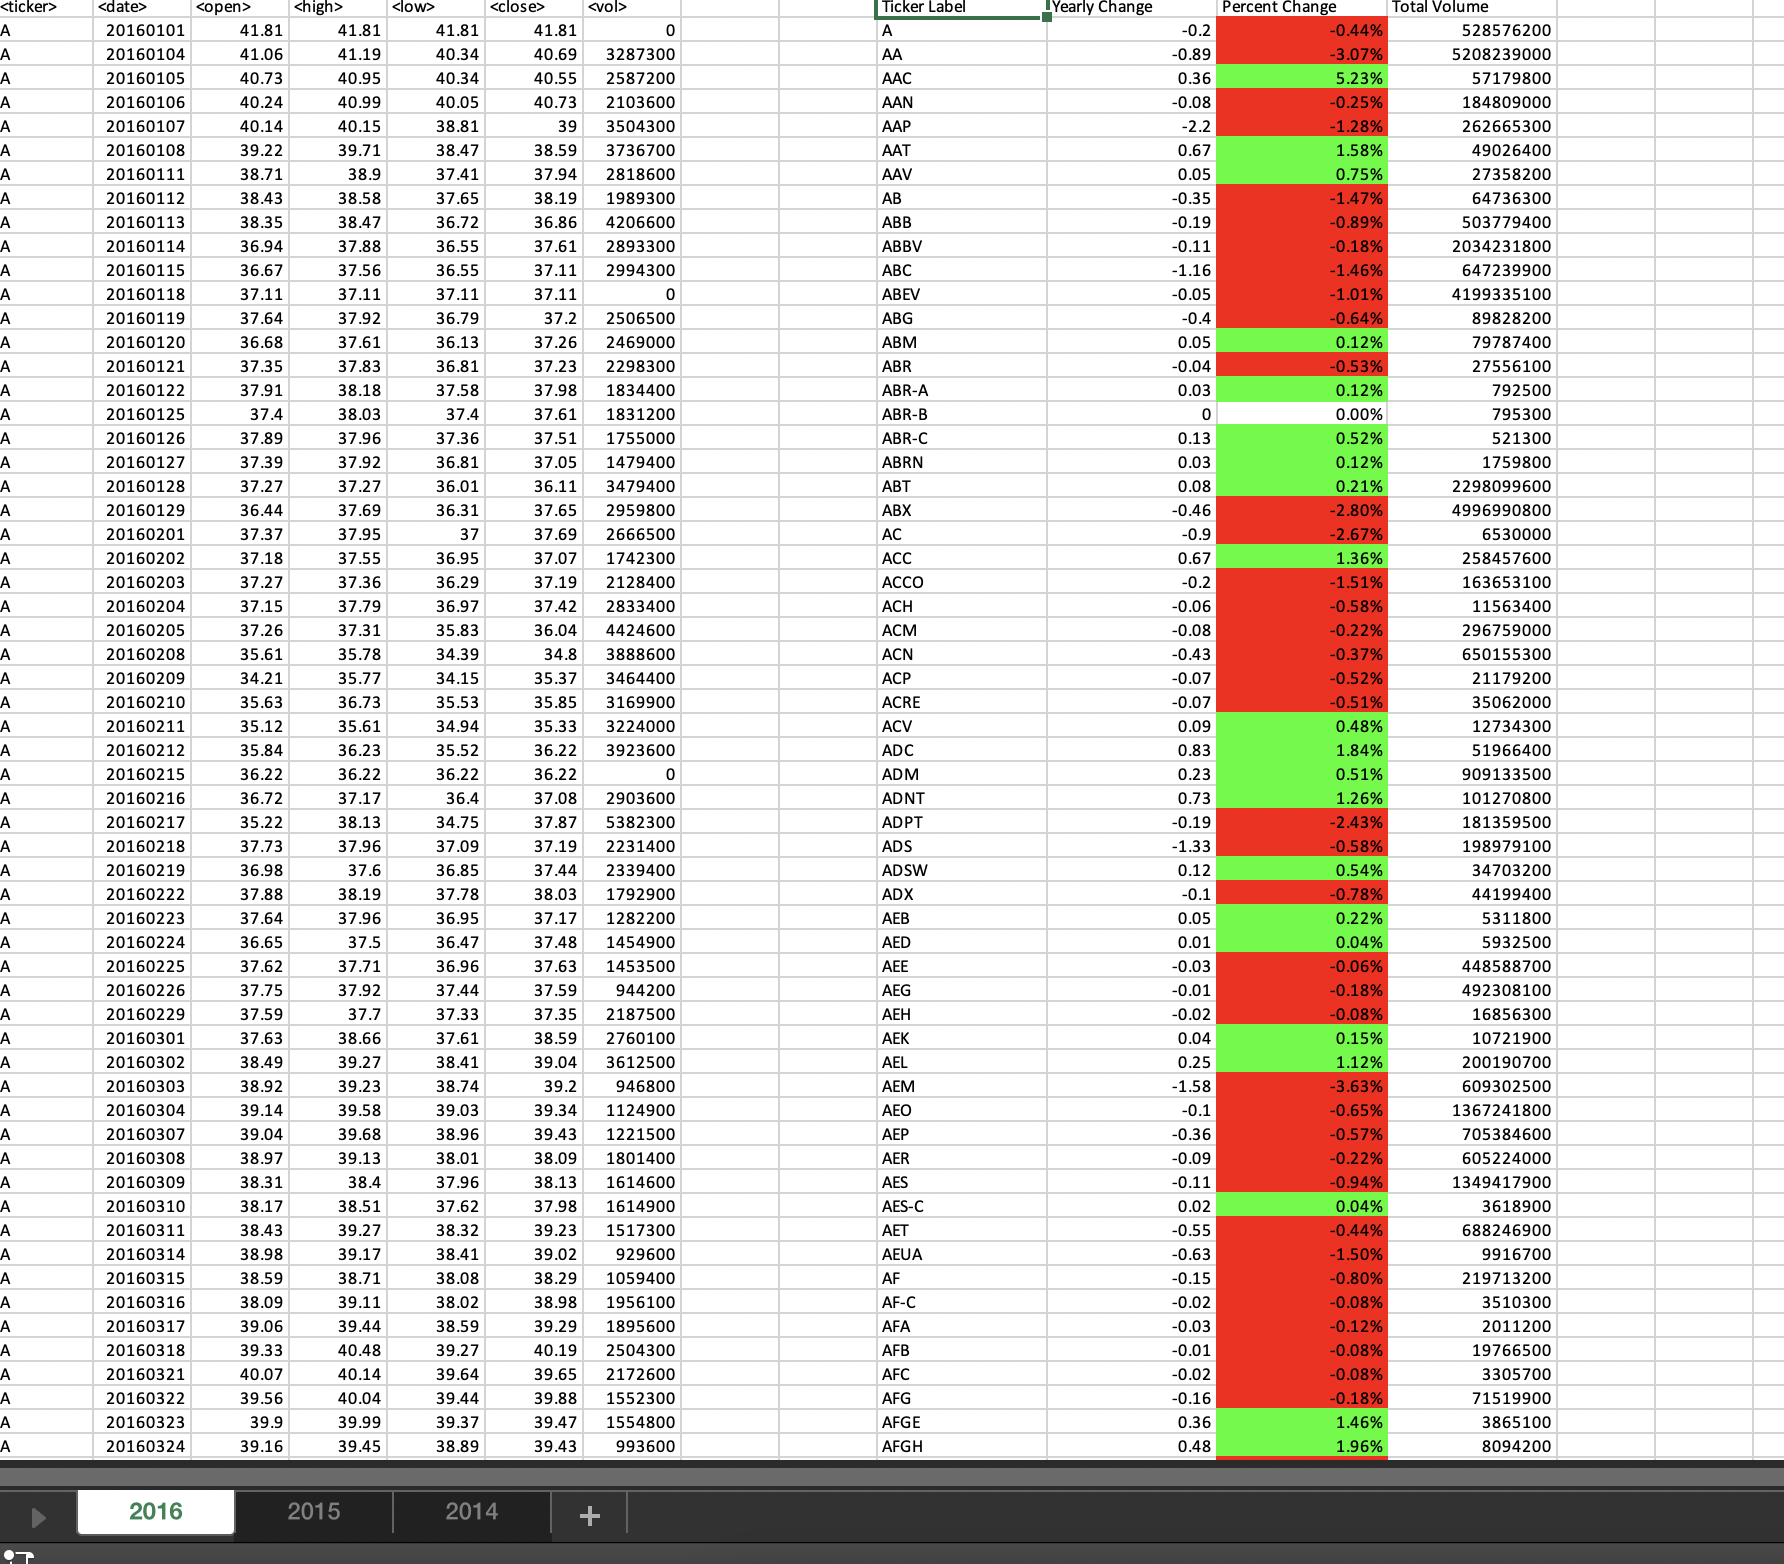 <ticker> <date> <open> <high> <low> <close> <vol> Ticker Label Yearly Change Percent Change Total Volume
A 20160101 41.81 41.81 41.81 41.81 0 A -0.2 -0.44% 528576200
A 20160104 41.06 41.19 40.34 40.69 3287300 AA -0.89 -3.07% 5208239000
A 20160105 40.73 40.95 40.34 40.55 2587200 AAC 0.36 5.23% 57179800
A 20160106 40.24 40.99 40.05 40.73 2103600 AAN -0.08 -0.25% 184809000
A 20160107 40.14 40.15 38.81 39 3504300 AAP -2.2 -1.28% 262665300
A 20160108 39.22 39.71 38.47 38.59 3736700 AAT 0.67 1.58% 49026400
A 20160111 38.71 38.9 37.41 37.94 2818600 AAV 0.05 0.75% 27358200
A 20160112 38.43 38.58 37.65 38.19 1989300 AB -0.35 -1.47% 64736300
A 20160113 38.35 38.47 36.72 36.86 4206600 ABB -0.19 -0.89% 503779400
A 20160114 36.94 37.88 36.55 37.61 2893300 ABBV -0.11 -0.18% 2034231800
A 20160115 36.67 37.56 36.55 37.11 2994300 ABC -1.16 -1.46% 647239900
A 20160118 37.11 37.11 37.11 37.11 0 ABEV -0.05 -1.01% 4199335100
A 20160119 37.64 37.92 36.79 37.2 2506500 ABG -0.4 -0.64% 89828200
A 20160120 36.68 37.61 36.13 37.26 2469000 ABM 0.05 0.12% 79787400
A 20160121 37.35 37.83 36.81 37.23 2298300 ABR -0.04 -0.53% 27556100
A 20160122 37.91 38.18 37.58 37.98 1834400 ABR-A 0.03 0.12% 792500
A 20160125 37.4 38.03 37.4 37.61 1831200 ABR-B 0 0.00% 795300
A 20160126 37.89 37.96 37.36 37.51 1755000 ABR-C 0.13 0.52% 521300
A 20160127 37.39 37.92 36.81 37.05 1479400 ABRN 0.03 0.12% 1759800
A 20160128 37.27 37.27 36.01 36.11 3479400 ABT 0.08 0.21% 2298099600
A 20160129 36.44 37.69 36.31 37.65 2959800 ABX -0.46 -2.80% 4996990800
A 20160201 37.37 37.95 37 37.69 2666500 AC -0.9 -2.67% 6530000
A 20160202 37.18 37.55 36.95 37.07 1742300 ACC 0.67 1.36% 258457600
A 20160203 37.27 37.36 36.29 37.19 2128400 ACCO -0.2 -1.51% 163653100
A 20160204 37.15 37.79 36.97 37.42 2833400 ACH -0.06 -0.58% 11563400
A 20160205 37.26 37.31 35.83 36.04 4424600 ACM -0.08 -0.22% 296759000
A 20160208 35.61 35.78 34.39 34.8 3888600 ACN -0.43 -0.37% 650155300
A 20160209 34.21 35.77 34.15 35.37 3464400 ACP -0.07 -0.52% 21179200
A 20160210 35.63 36.73 35.53 35.85 3169900 ACRE -0.07 -0.51% 35062000
A 20160211 35.12 35.61 34.94 35.33 3224000 ACV 0.09 0.48% 12734300
A 20160212 35.84 36.23 35.52 36.22 3923600 ADC 0.83 1.84% 51966400
A 20160215 36.22 36.22 36.22 36.22 0 ADM 0.23 0.51% 909133500
A 20160216 36.72 37.17 36.4 37.08 2903600 ADNT 0.73 1.26% 101270800
A 20160217 35.22 38.13 34.75 37.87 5382300 ADPT -0.19 -2.43% 181359500
A 20160218 37.73 37.96 37.09 37.19 2231400 ADS -1.33 -0.58% 198979100
A 20160219 36.98 37.6 36.85 37.44 2339400 ADSW 0.12 0.54% 34703200
A 20160222 37.88 38.19 37.78 38.03 1792900 ADX -0.1 -0.78% 44199400
A 20160223 37.64 37.96 36.95 37.17 1282200 AEB 0.05 0.22% 5311800
A 20160224 36.65 37.5 36.47 37.48 1454900 AED 0.01 0.04% 5932500
A 20160225 37.62 37.71 36.96 37.63 1453500 AEE -0.03 -0.06% 448588700
A 20160226 37.75 37.92 37.44 37.59 944200 AEG -0.01 -0.18% 492308100
A 20160229 37.59 37.7 37.33 37.35 2187500 AEH -0.02 -0.08% 16856300
A 20160301 37.63 38.66 37.61 38.59 2760100 AEK 0.04 0.15% 10721900
A 20160302 38.49 39.27 38.41 39.04 3612500 AEL 0.25 1.12% 200190700
A 20160303 38.92 39.23 38.74 39.2 946800 AEM -1.58 -3.63% 609302500
A 20160304 39.14 39.58 39.03 39.34 1124900 AEO -0.1 -0.65% 1367241800
A 20160307 39.04 39.68 38.96 39.43 1221500 AEP -0.36 -0.57% 705384600
A 20160308 38.97 39.13 38.01 38.09 1801400 AER -0.09 -0.22% 605224000
A 20160309 38.31 38.4 37.96 38.13 1614600 AES -0.11 -0.94% 1349417900
A 20160310 38.17 38.51 37.62 37.98 1614900 AES-C 0.02 0.04% 3618900
A 20160311 38.43 39.27 38.32 39.23 1517300 AET -0.55 -0.44% 688246900
A 20160314 38.98 39.17 38.41 39.02 929600 AEUA -0.63 -1.50% 9916700
A 20160315 38.59 38.71 38.08 38.29 1059400 AF -0.15 -0.80% 219713200
A 20160316 38.09 39.11 38.02 38.98 1956100 AF-C -0.02 -0.08% 3510300
A 20160317 39.06 39.44 38.59 39.29 1895600 AFA -0.03 -0.12% 2011200
A 20160318 39.33 40.48 39.27 40.19 2504300 AFB -0.01 -0.08% 19766500
A 20160321 40.07 40.14 39.64 39.65 2172600 AFC -0.02 -0.08% 3305700
A 20160322 39.56 40.04 39.44 39.88 1552300 AFG -0.16 -0.18% 71519900
A 20160323 39.9 39.99 39.37 39.47 1554800 AFGE 0.36 1.46% 3865100
A 20160324 39.16 39.45 38.89 39.43 993600 AFGH 0.48 1.96% 8094200
2016 2015 2014 +